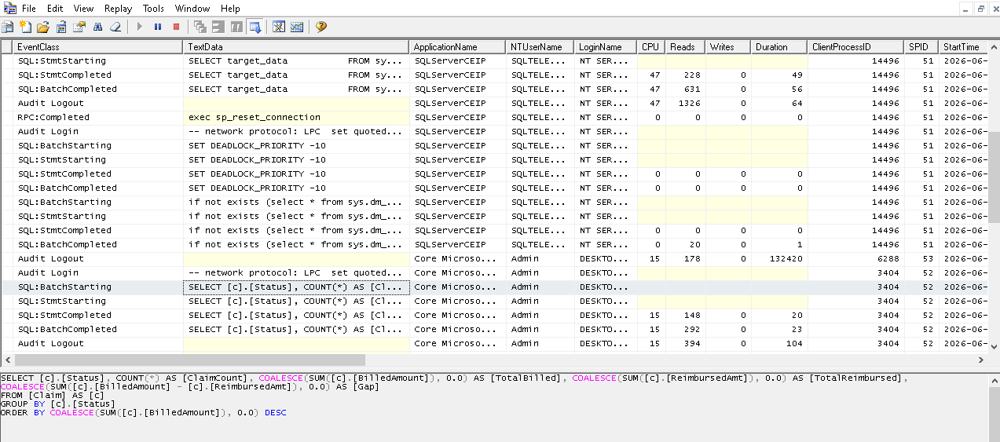 File Edit View Replay Tools Window Help
EventClass TextData ApplicationName NTUserName LoginName CPU Reads Writes Duration ClientProcessID SPID StartTime
SQL:StmtStarting SELECT target_data FROM sy... SQLServerCEIP SQLTELE... NT SER... 14496 51 2026-06-
SQL:StmtCompleted SELECT target_data FROM sy... SQLServerCEIP SQLTELE... NT SER... 47 228 0 49 14496 51 2026-06-
SQL:BatchCompleted SELECT target_data FROM sy... SQLServerCEIP SQLTELE... NT SER... 47 631 0 56 14496 51 2026-06-
Audit Logout SQLServerCEIP SQLTELE... NT SER... 47 1326 0 64 14496 51 2026-06-
RPC:Completed exec sp_reset_connection SQLServerCEIP SQLTELE... NT SER... 0 0 0 0 14496 51 2026-06-
Audit Login -- network protocol: LPC set quoted... SQLServerCEIP SQLTELE... NT SER... 14496 51 2026-06-
SQL:BatchStarting SET DEADLOCK_PRIORITY -10 SQLServerCEIP SQLTELE... NT SER... 14496 51 2026-06-
SQL:StmtStarting SET DEADLOCK_PRIORITY -10 SQLServerCEIP SQLTELE... NT SER... 14496 51 2026-06-
SQL:StmtCompleted SET DEADLOCK_PRIORITY -10 SQLServerCEIP SQLTELE... NT SER... 0 0 0 0 14496 51 2026-06-
SQL:BatchCompleted SET DEADLOCK_PRIORITY -10 SQLServerCEIP SQLTELE... NT SER... 0 0 0 0 14496 51 2026-06-
SQL:BatchStarting if not exists (select * from sys.dm_... SQLServerCEIP SQLTELE... NT SER... 14496 51 2026-06-
SQL:StmtStarting if not exists (select * from sys.dm_... SQLServerCEIP SQLTELE... NT SER... 14496 51 2026-06-
SQL:StmtCompleted if not exists (select * from sys.dm_... SQLServerCEIP SQLTELE... NT SER... 0 0 0 0 14496 51 2026-06-
SQL:BatchCompleted if not exists (select * from sys.dm_... SQLServerCEIP SQLTELE... NT SER... 0 20 0 1 14496 51 2026-06-
Audit Logout Core Microso... Admin DESKTO... 15 178 0 132420 6288 53 2026-06-
Audit Login -- network protocol: LPC set quoted... Core Microso... Admin DESKTO... 3404 52 2026-06-
SQL:BatchStarting SELECT [c].[Status], COUNT(*) AS [Cl... Core Microso... Admin DESKTO... 3404 52 2026-06-
SQL:StmtStarting SELECT [c].[Status], COUNT(*) AS [Cl... Core Microso... Admin DESKTO... 3404 52 2026-06-
SQL:StmtCompleted SELECT [c].[Status], COUNT(*) AS [Cl... Core Microso... Admin DESKTO... 15 148 0 20 3404 52 2026-06-
SQL:BatchCompleted SELECT [c].[Status], COUNT(*) AS [Cl... Core Microso... Admin DESKTO... 15 292 0 23 3404 52 2026-06-
Audit Logout Core Microso... Admin DESKTO... 15 394 0 104 3404 52 2026-06-
SELECT [c].[Status], COUNT(*) AS [ClaimCount], COALESCE(SUM([c].[BilledAmount]), 0.0) AS [TotalBilled], COALESCE(SUM([c].[ReimbursedAmt]), 0.0) AS [TotalReimbursed],
COALESCE(SUM([c].[BilledAmount] - [c].[ReimbursedAmt]), 0.0) AS [Gap]
FROM [Claim] AS [c]
GROUP BY [c].[Status]
ORDER BY COALESCE(SUM([c].[BilledAmount]), 0.0) DESC